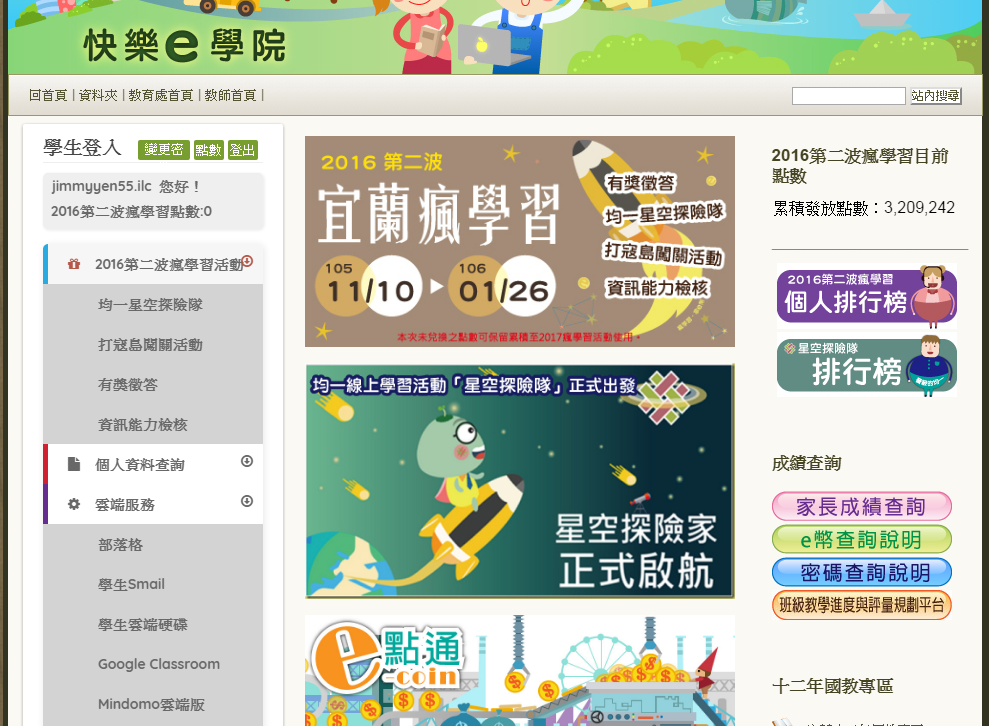 快樂e學院
回首頁 | 資料夾 | 教育處首頁 | 教師首頁 |
站內搜尋
學生登入 變更密 點數 登出
jimmyyen55.ilc 您好！
2016第二波瘋學習點數:0
2016第二波瘋學習活動
均一星空探險隊
打寇島闖關活動
有獎徵答
資訊能力檢核
個人資料查詢
雲端服務
部落格
學生Smail
學生雲端硬碟
Google Classroom
Mindomo雲端版
2016 第二波
宜蘭瘋學習
105
11/10
106
01/26
有獎徵答
均一星空探險隊
打寇島闖關活動
資訊能力檢核
本次未兌換之點數可保留累積至2017瘋學習活動使用。
均一線上學習活動「星空探險隊」正式出發
星空探險家
正式啟航
e點通
e-coin
2016第二波瘋學習目前
點數
累積發放點數：3,209,242
2016第二波瘋學習
個人排行榜
星空探險隊
排行榜
成績查詢
家長成績查詢
e幣查詢說明
密碼查詢說明
班級教學進度與評量規劃平台
十二年國教專區